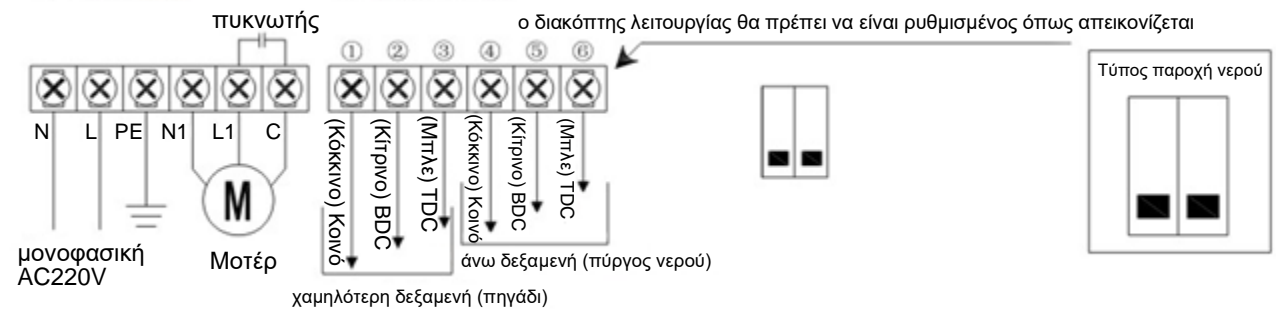 πυκνωτής
ο διακόπτης λειτουργίας θα πρέπει να είναι ρυθμισμένος όπως απεικονίζεται
① ② ③ ④ ⑤ ⑥
Τύπος παροχή νερού
N L PE N1 L1 C
(Κόκκινο) Κοινό
(Κίτρινο) BDC
(Μπλε) TDC
(Κόκκινο) Κοινό
(Κίτρινο) BDC
(Μπλε) TDC
M
μονοφασική
AC220V
Μοτέρ
άνω δεξαμενή (πύργος νερού)
χαμηλότερη δεξαμενή (πηγάδι)